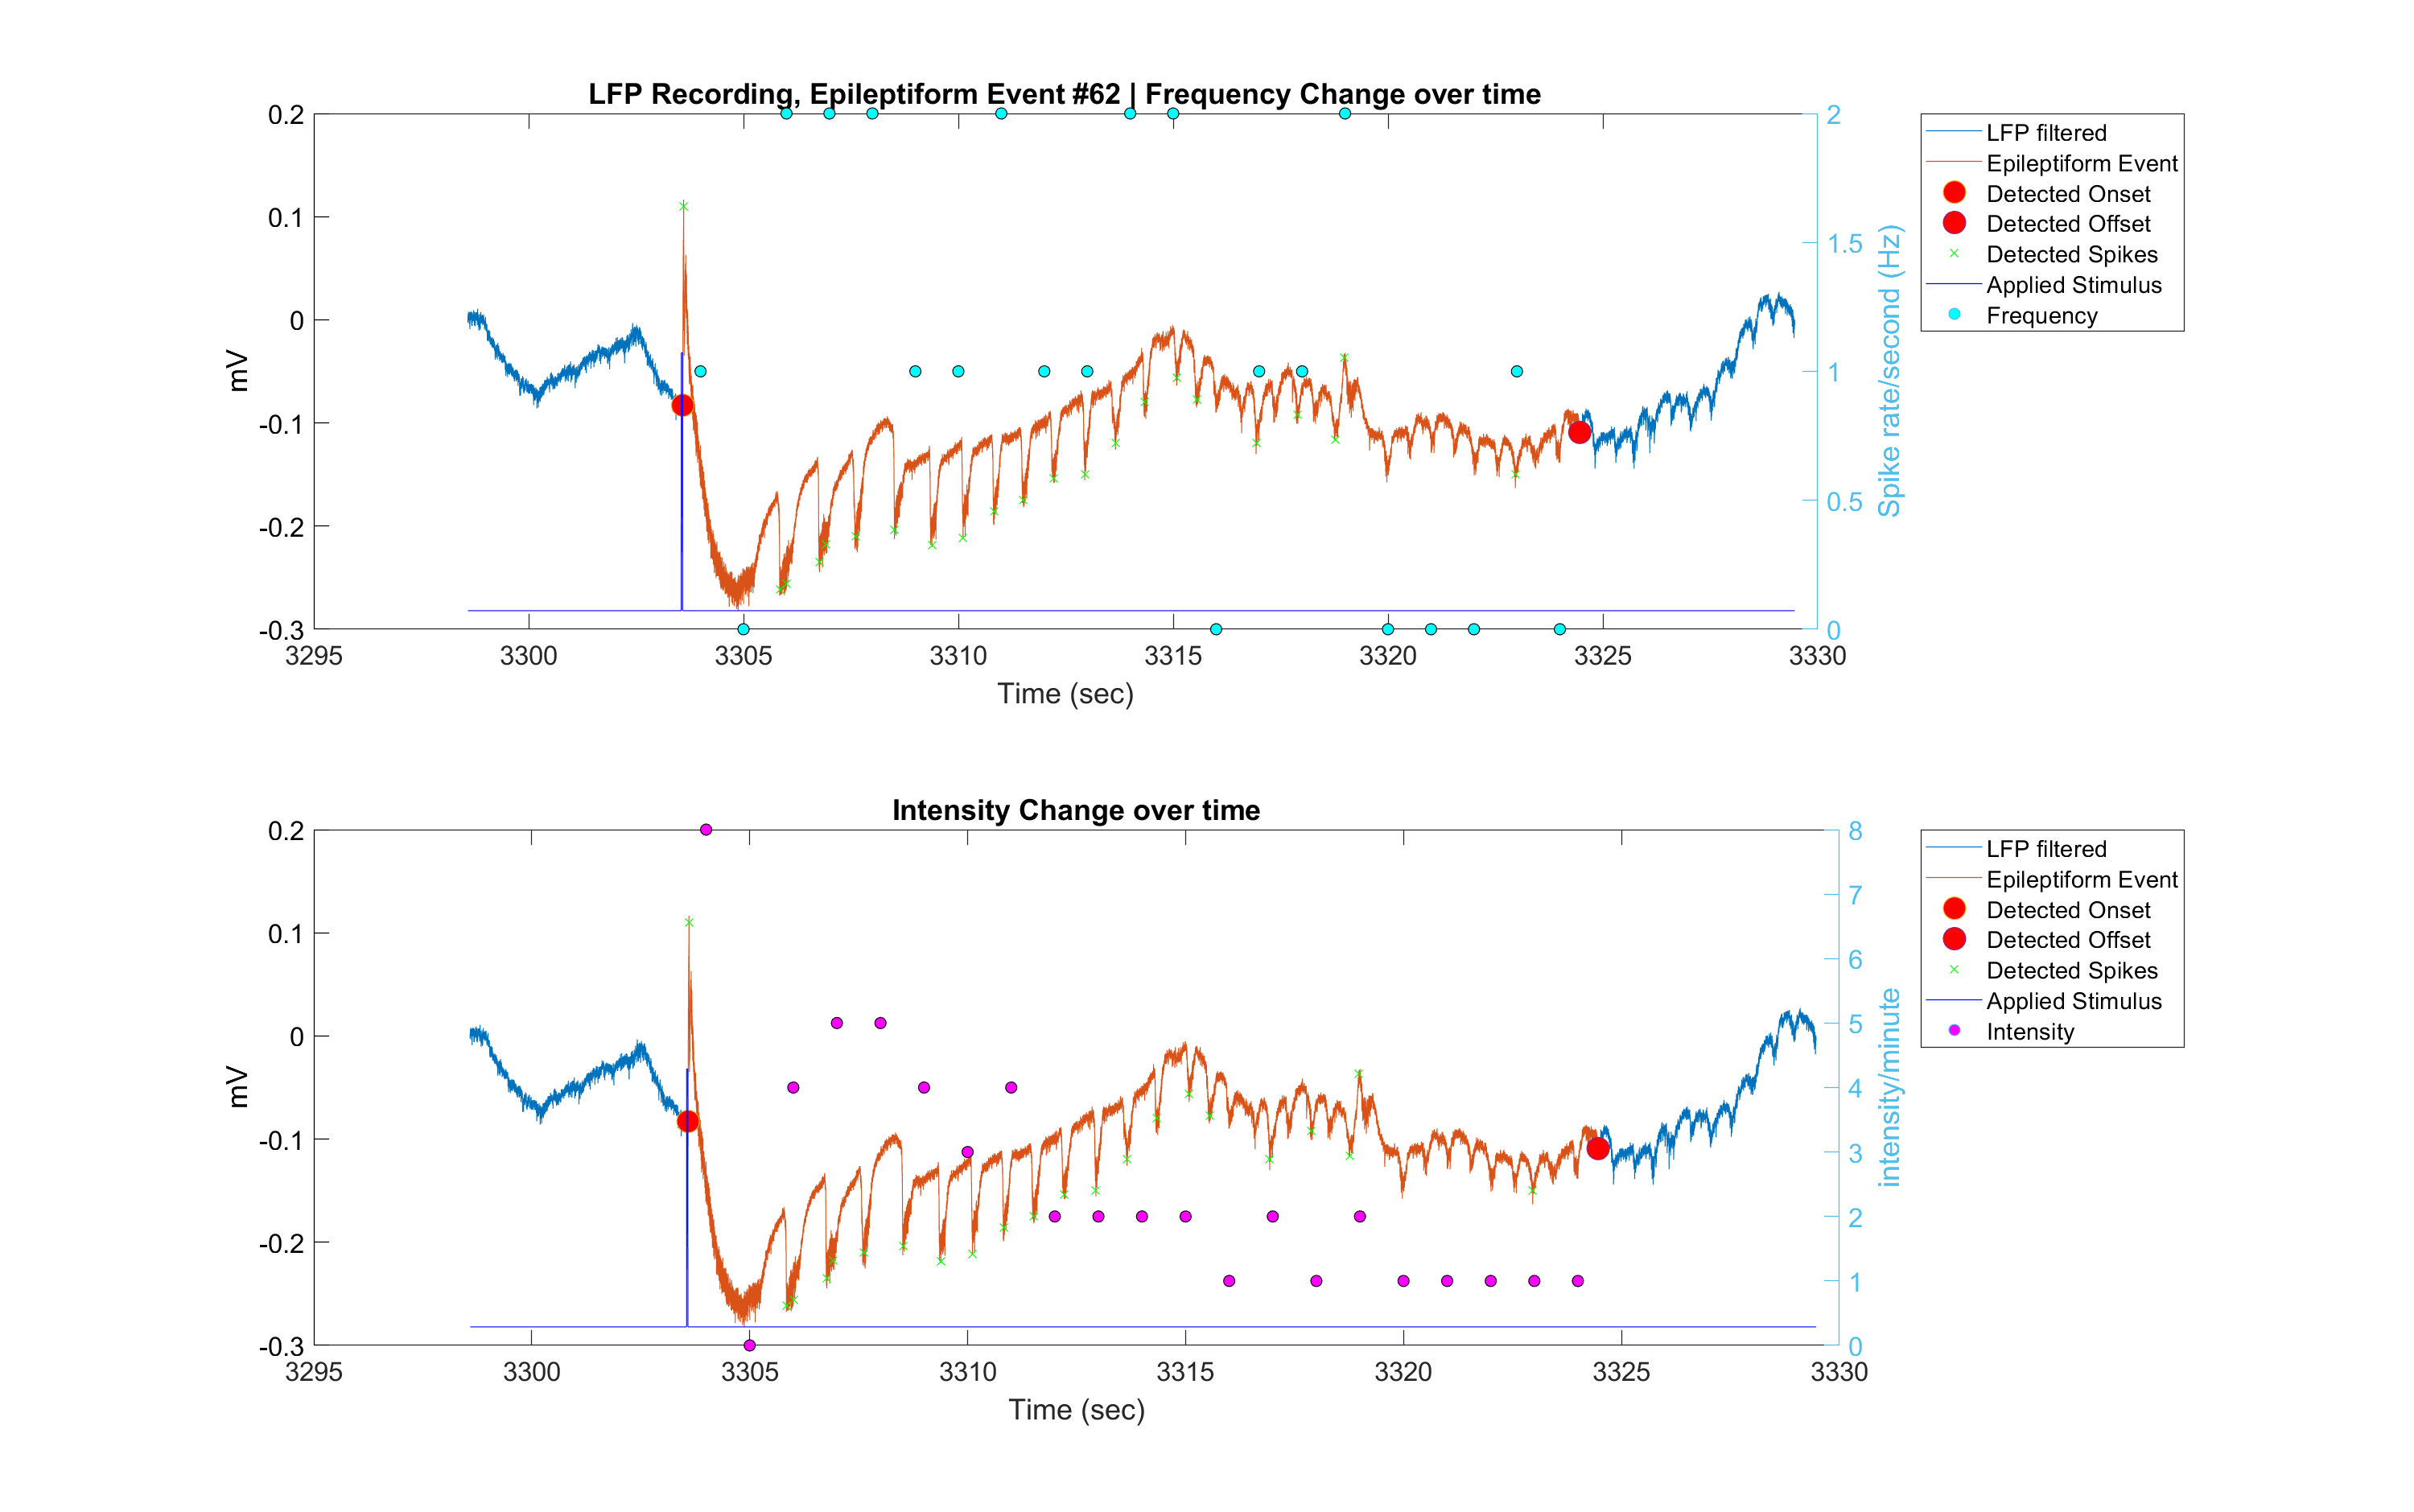 LFP Recording, Epileptiform Event #62 | Frequency Change over time
0.2
0.1
0
-0.1
-0.2
-0.3
mV
3295 3300 3305 3310 3315 3320 3325 3330
Time (sec)
2
1.5
1
0.5
0
Spike rate/second (Hz)
LFP filtered
Epileptiform Event
Detected Onset
Detected Offset
Detected Spikes
Applied Stimulus
Frequency
Intensity Change over time
0.2
0.1
0
-0.1
-0.2
-0.3
mV
3295 3300 3305 3310 3315 3320 3325 3330
Time (sec)
8
7
6
5
4
3
2
1
0
intensity/minute
LFP filtered
Epileptiform Event
Detected Onset
Detected Offset
Detected Spikes
Applied Stimulus
Intensity